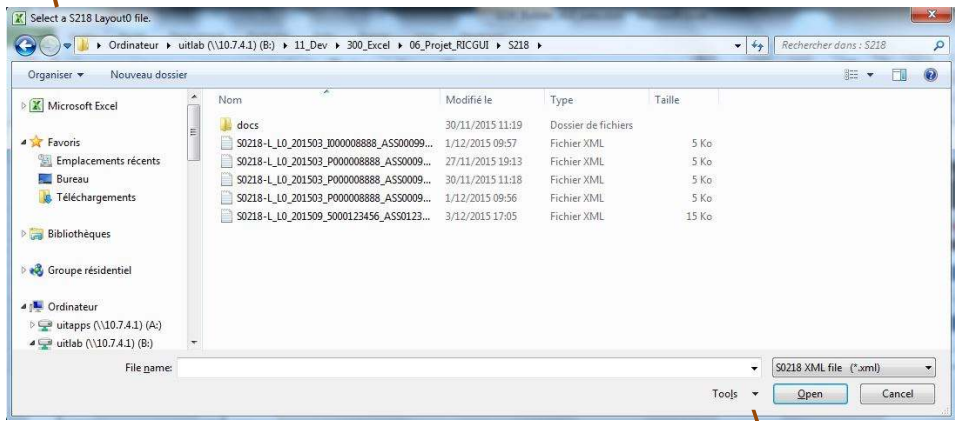 Select a S218 Layout0 file.
Ordinateur uitlab (\\10.7.4.1) (B:) 11_Dev 300_Excel 06_Projet_RICGUI S218 Rechercher dans : S218
Organiser Nouveau dossier
Microsoft Excel
Favoris
Emplacements récents
Bureau
Téléchargements
Bibliothèques
Groupe résidentiel
Ordinateur
uitapps (\\10.7.4.1) (A:)
uitlab (\\10.7.4.1) (B:)
Nom Modifié le Type Taille
docs 30/11/2015 11:19 Dossier de fichiers
S0218-L_L0_201503_I000008888_ASS00099... 1/12/2015 09:57 Fichier XML 5 Ko
S0218-L_L0_201503_P000008888_ASS0009... 27/11/2015 19:13 Fichier XML 5 Ko
S0218-L_L0_201503_P000008888_ASS0009... 30/11/2015 11:18 Fichier XML 5 Ko
S0218-L_L0_201503_P000008888_ASS0009... 1/12/2015 09:56 Fichier XML 5 Ko
S0218-L_L0_201509_5000123456_ASS0123... 3/12/2015 17:05 Fichier XML 15 Ko
File name: S0218 XML file (*.xml)
Tools Open Cancel